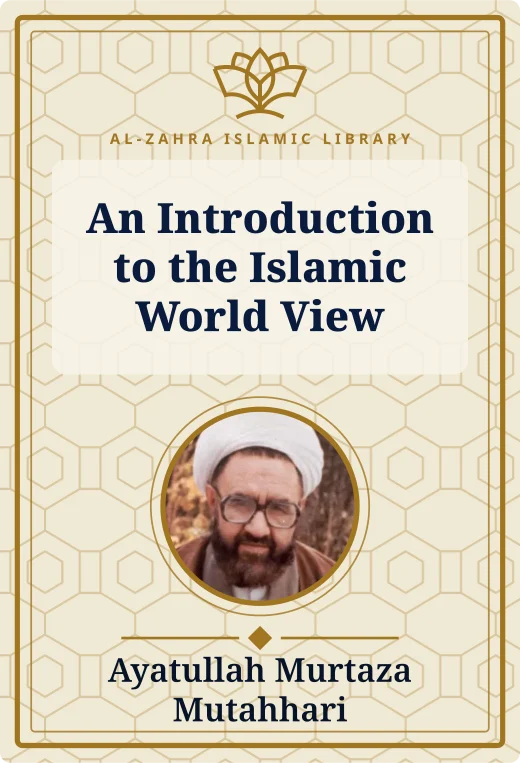 AL-ZAHRA ISLAMIC LIBRARY
An Introduction
to the Islamic
World View
Ayatullah Murtaza
Mutahhari